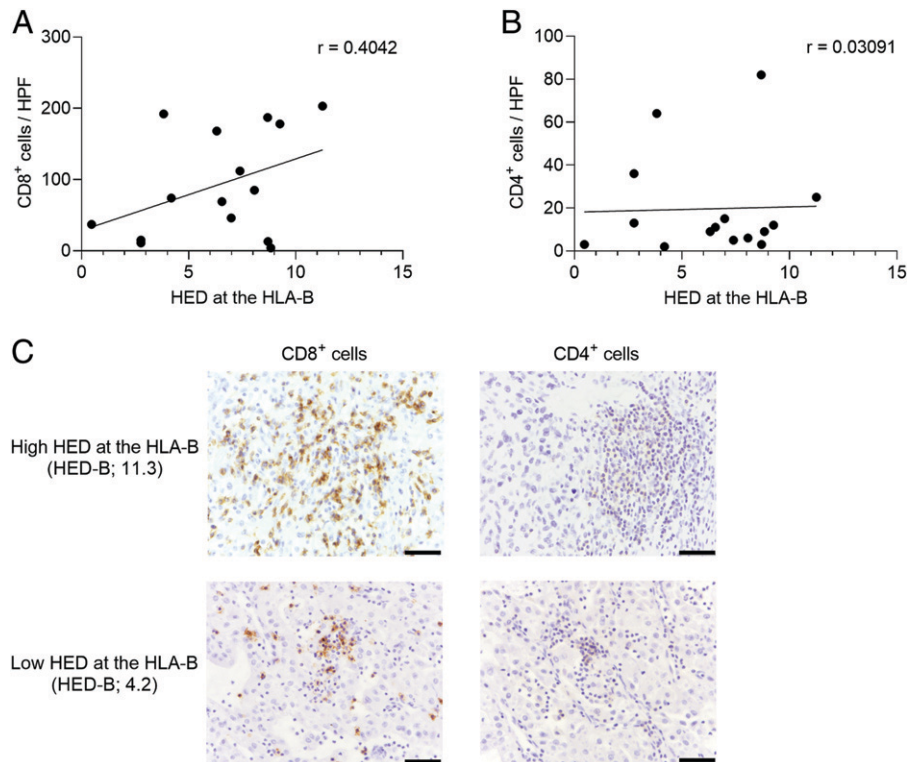 A
r = 0.4042
CD8⁺ cells / HPF
300
200
100
0
0 5 10 15
HED at the HLA-B
B
r = 0.03091
CD4⁺ cells / HPF
100
80
60
40
20
0
0 5 10 15
HED at the HLA-B
C
CD8⁺ cells CD4⁺ cells
High HED at the HLA-B
(HED-B; 11.3)
Low HED at the HLA-B
(HED-B; 4.2)